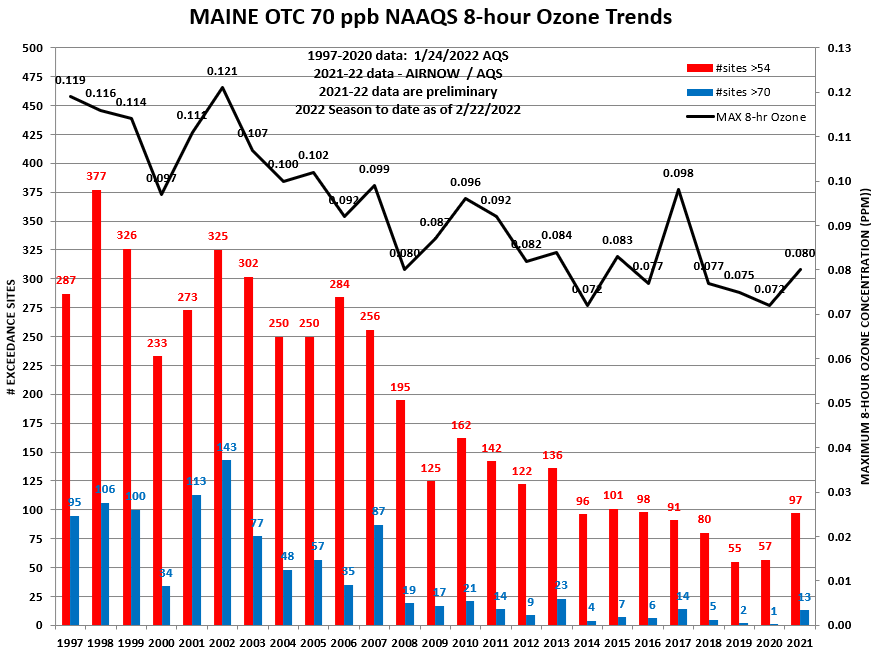 MAINE OTC 70 ppb NAAQS 8-hour Ozone Trends
1997-2020 data: 1/24/2022 AQS
2021-22 data - AIRNOW / AQS
2021-22 data are preliminary
2022 Season to date as of 2/22/2022
#sites >54
#sites >70
MAX 8-hr Ozone
# EXCEEDANCE SITES
500
475
450
425
400
375
350
325
300
275
250
225
200
175
150
125
100
75
50
25
0
MAXIMUM 8-HOUR OZONE CONCENTRATION (PPM))
0.13
0.12
0.11
0.10
0.09
0.08
0.07
0.06
0.05
0.04
0.03
0.02
0.01
0.00
0.119 0.116 0.114 0.097 0.111 0.121 0.107 0.100 0.102 0.092 0.099 0.080 0.087 0.096 0.092 0.082 0.084 0.072 0.083 0.077 0.098 0.077 0.075 0.072 0.080
287 377 326 233 273 325 302 250 250 284 256 195 125 162 142 122 136 96 101 98 91 80 55 57 97
95 106 100 34 113 143 77 48 57 35 87 19 17 21 14 9 23 4 7 6 14 5 2 1 13
1997 1998 1999 2000 2001 2002 2003 2004 2005 2006 2007 2008 2009 2010 2011 2012 2013 2014 2015 2016 2017 2018 2019 2020 2021